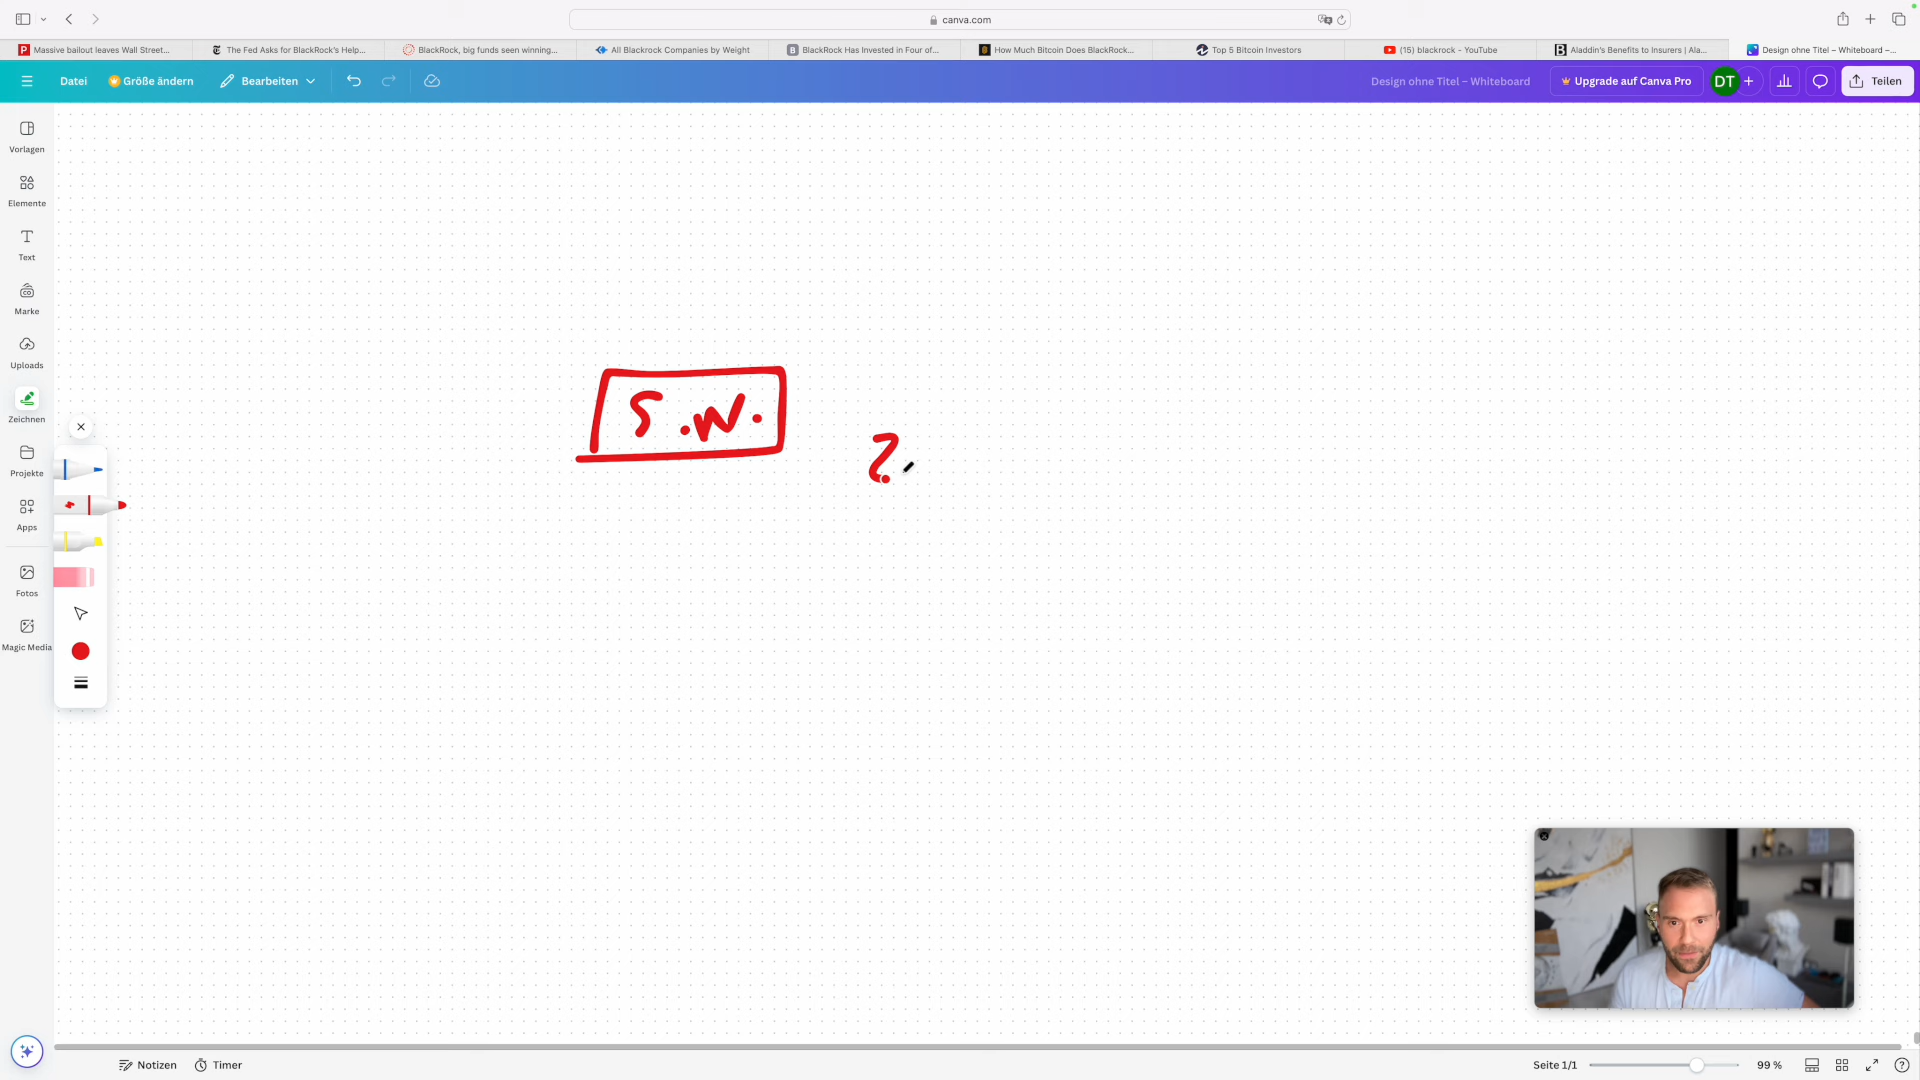 canva.com
Massive bailout leaves Wall Street...
The Fed Asks for BlackRock's Help...
BlackRock, big funds seen winning...
All Blackrock Companies by Weight
BlackRock Has Invested in Four of...
How Much Bitcoin Does BlackRock...
Top 5 Bitcoin Investors
(15) blackrock - YouTube
Aladdin's Benefits to Insurers | Ala...
Design ohne Titel – Whiteboard –...
Datei
Größe ändern
Bearbeiten
Design ohne Titel – Whiteboard
Upgrade auf Canva Pro
DT
Teilen
Vorlagen
Elemente
Text
Marke
Uploads
Zeichnen
Projekte
Apps
Fotos
Magic Media
S.W.
?
Notizen
Timer
Seite 1/1
99 %